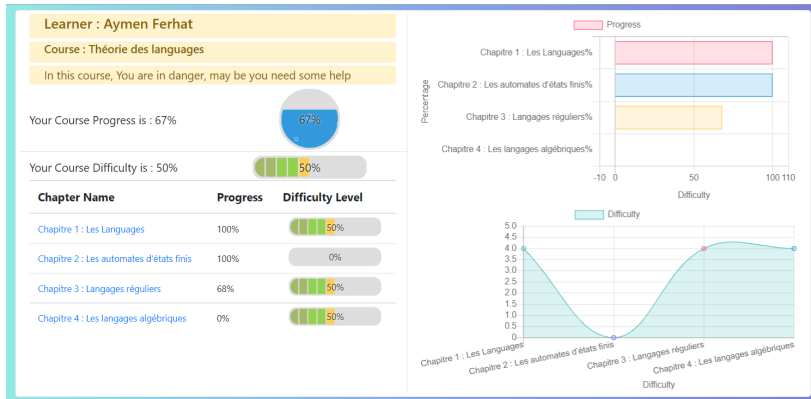 Learner : Aymen Ferhat
Course : Théorie des languages
In this course, You are in danger, may be you need some help
Your Course Progress is : 67%
67%
Your Course Difficulty is : 50%
50%
Chapter Name Progress Difficulty Level
Chapitre 1 : Les Languages 100% 50%
Chapitre 2 : Les automates d'états finis 100% 0%
Chapitre 3 : Langages réguliers 68% 50%
Chapitre 4 : Les langages algébriques 0% 50%
Progress
Percentage
Chapitre 1 : Les Languages%
Chapitre 2 : Les automates d'états finis%
Chapitre 3 : Langages réguliers%
Chapitre 4 : Les langages algébriques%
-10 0 50 100 110
Difficulty
Difficulty
5.0
4.5
4.0
3.5
3.0
2.5
2.0
1.5
1.0
0.5
0
Chapitre 1 : Les Languages
Chapitre 2 : Les automates d'états finis
Chapitre 3 : Langages réguliers
Chapitre 4 : Les langages algébriques
Difficulty